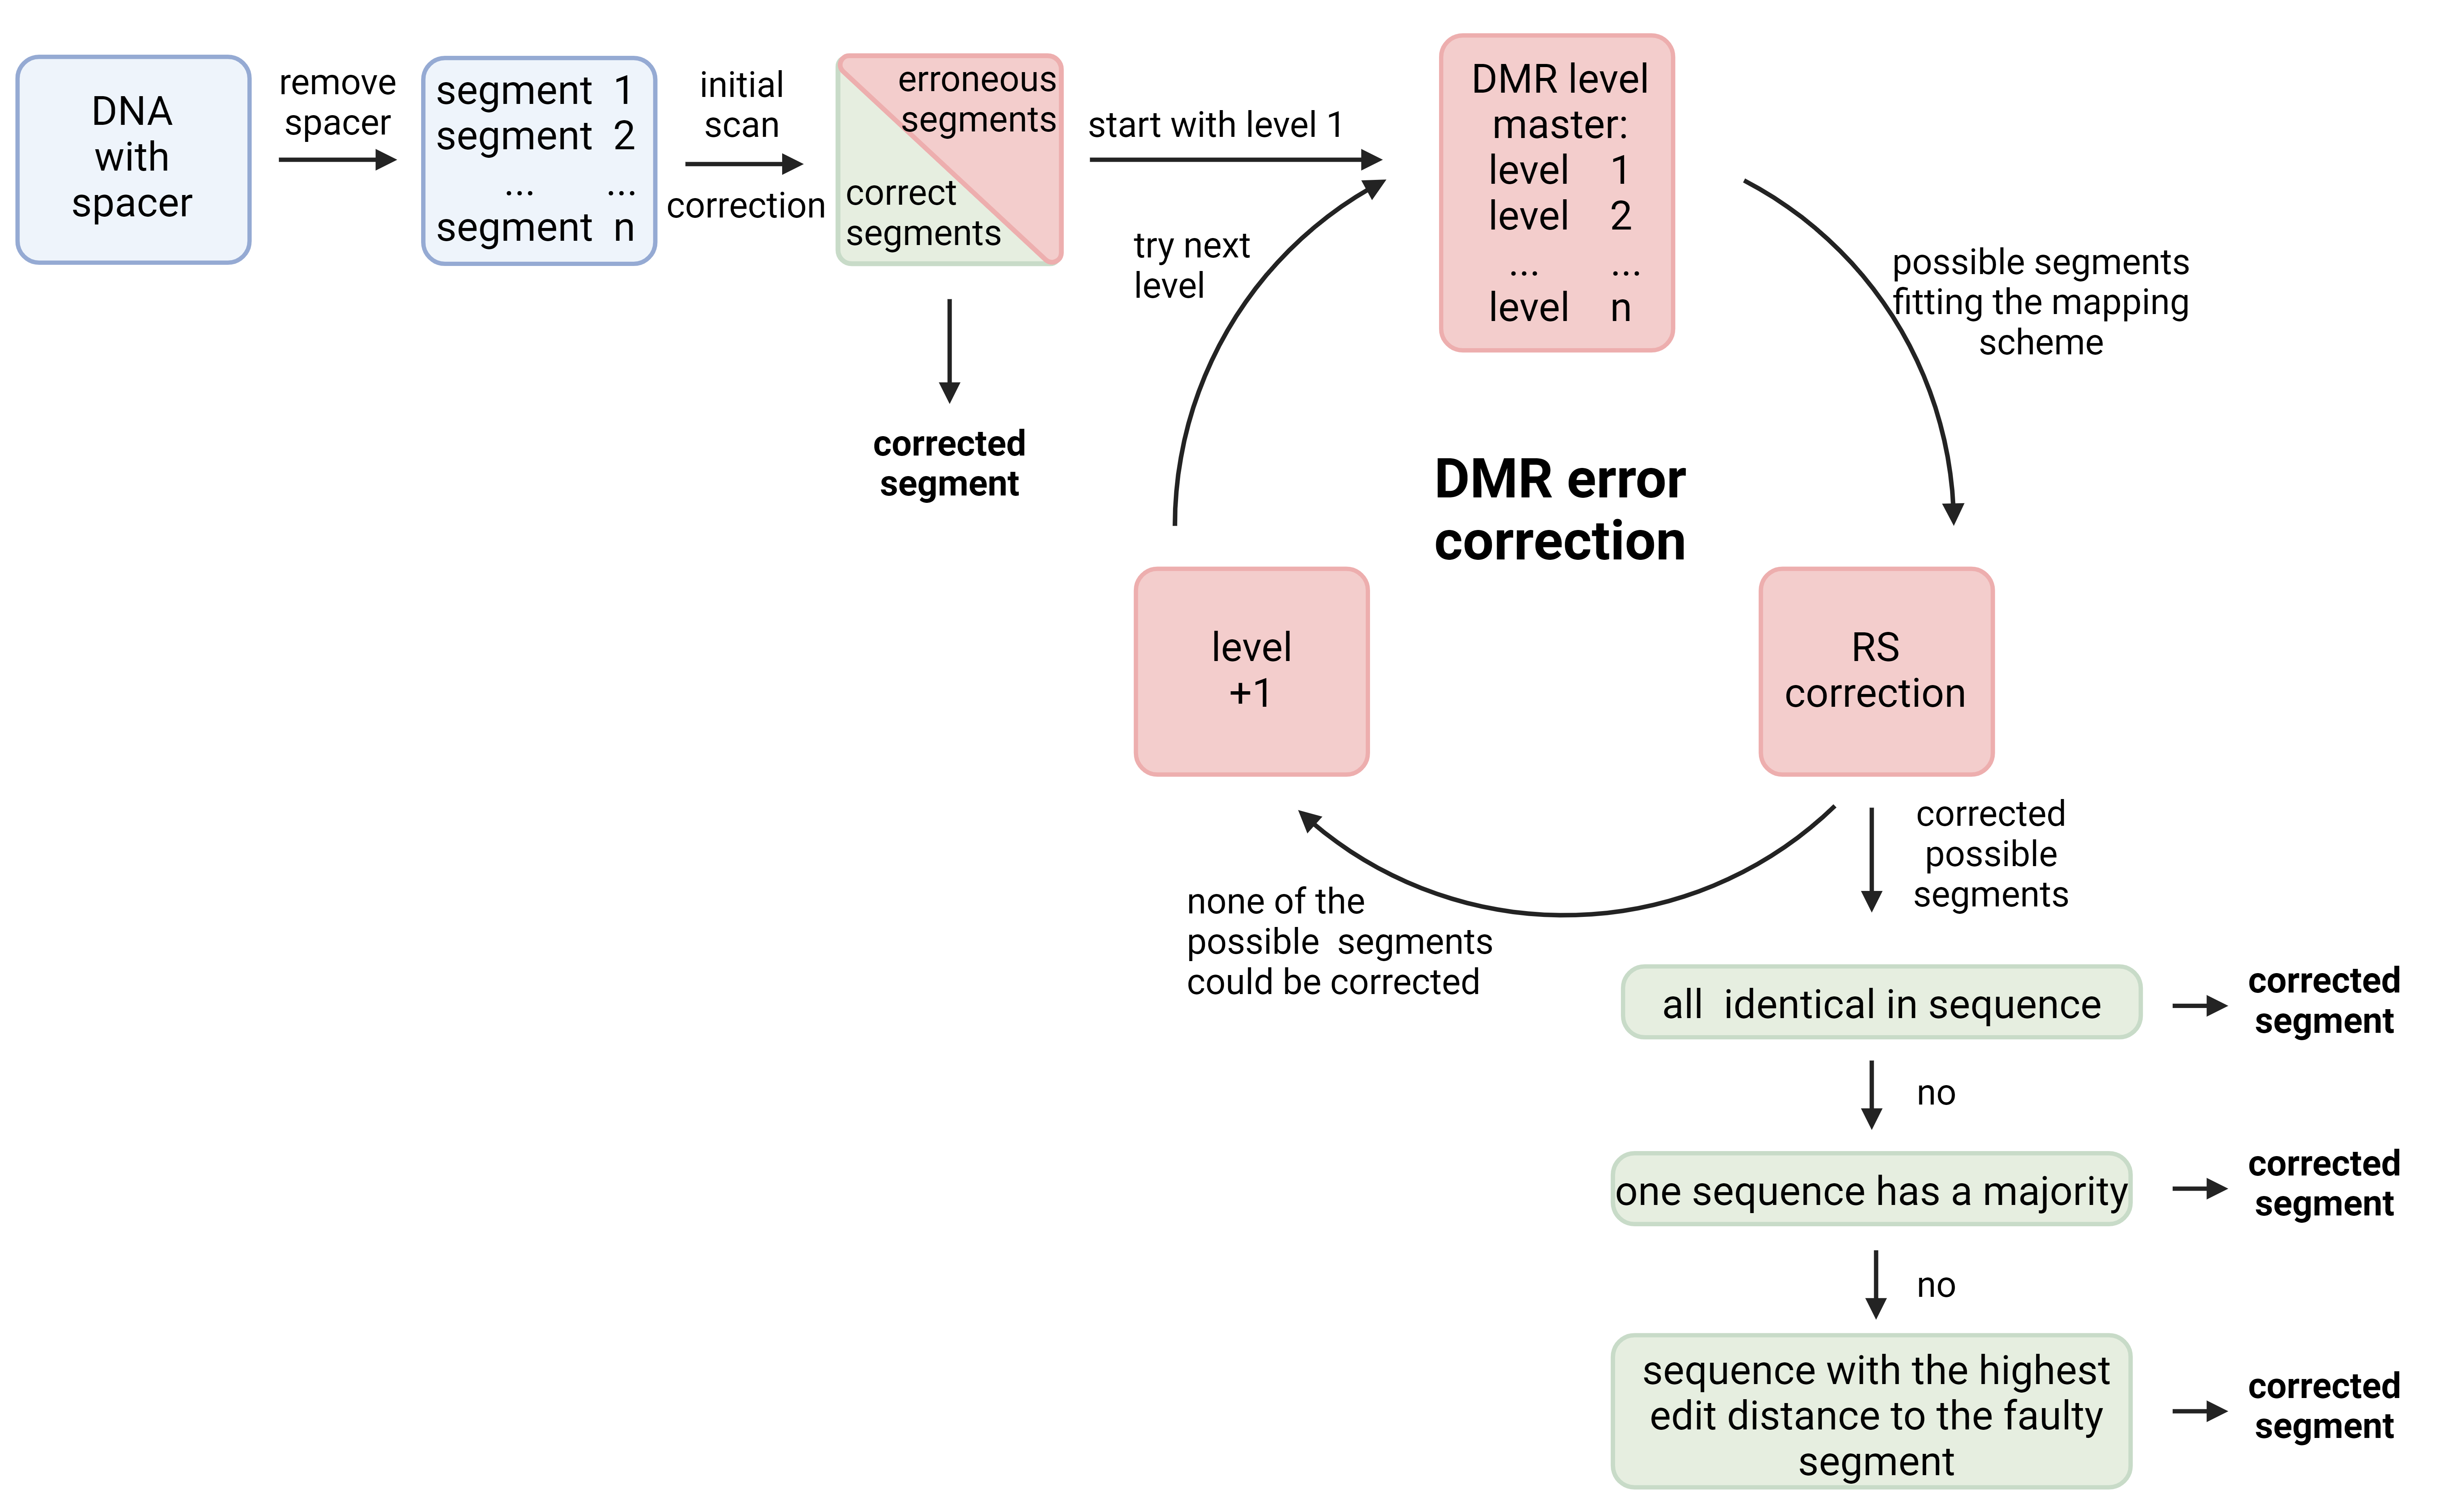 DNA
with
spacer
remove
spacer
segment 1
segment 2
... ...
segment n
initial
scan
correction
erroneous
segments
correct
segments
corrected
segment
start with level 1
try next
level
DMR level
master:
level 1
level 2
... ...
level n
possible segments
fitting the mapping
scheme
DMR error
correction
level
+1
RS
correction
none of the
possible segments
could be corrected
corrected
possible
segments
all identical in sequence
corrected
segment
no
one sequence has a majority
corrected
segment
no
sequence with the highest
edit distance to the faulty
segment
corrected
segment